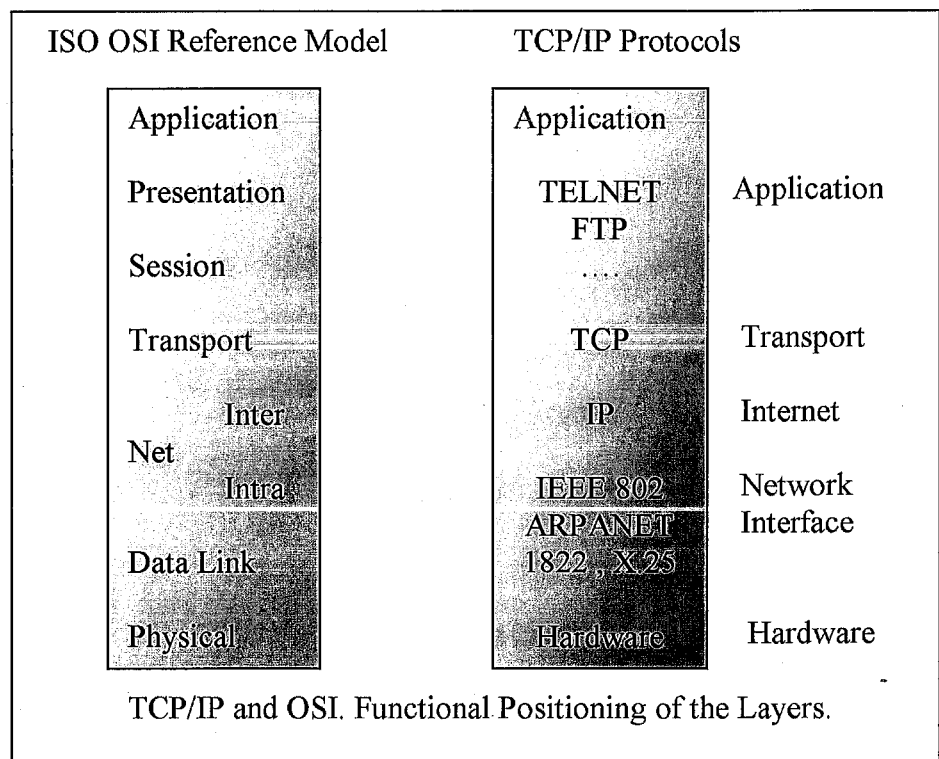 ISO OSI Reference Model
TCP/IP Protocols
Application
Presentation
Session
Transport
Inter
Net
Intra
Data Link
Physical
Application
TELNET
FTP
....
TCP
IP
IEEE 802
ARPANET
1822 , X.25
Hardware
Application
Transport
Internet
Network
Interface
Hardware
TCP/IP and OSI. Functional Positioning of the Layers.